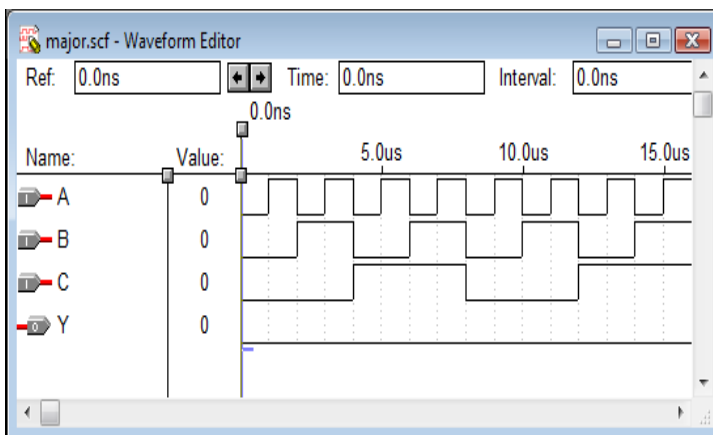 major.scf - Waveform Editor
Ref: 0.0ns Time: 0.0ns Interval: 0.0ns
0.0ns
5.0us 10.0us 15.0us
Name: Value:
I A 0
I B 0
I C 0
O Y 0